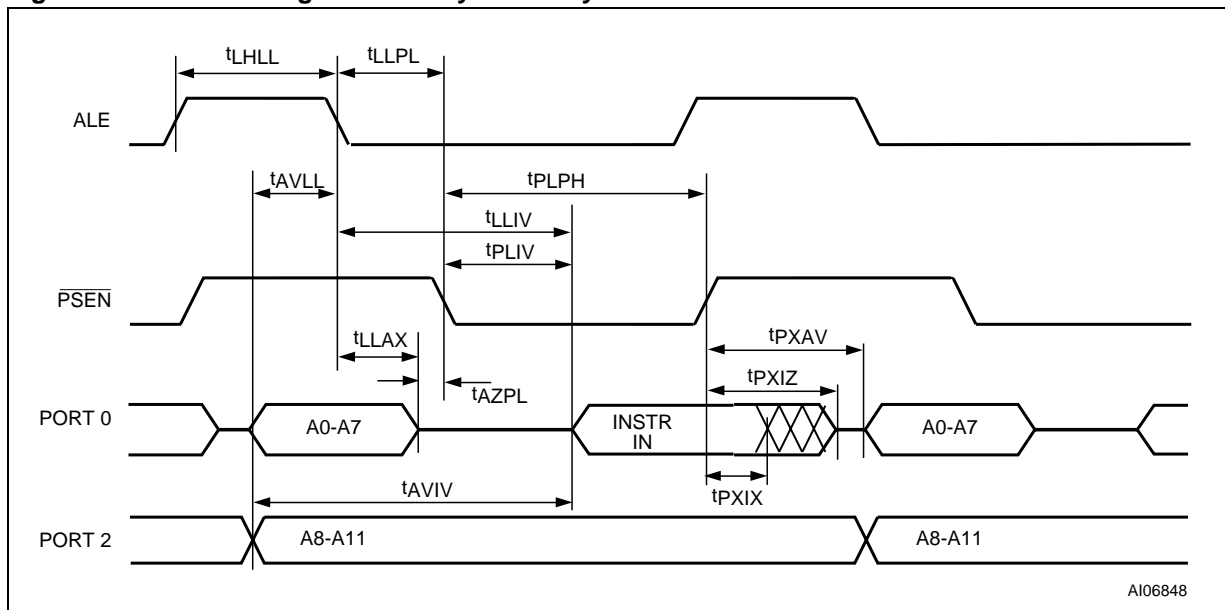 tLHLL tLLPL
ALE
tAVLL tPLPH
tLLIV
tPLIV
PSEN
tLLAX tPXAV
tPXIZ
tAZPL
PORT 0 A0-A7 INSTR IN A0-A7
tPXIX
tAVIV
PORT 2 A8-A11 A8-A11
AI06848